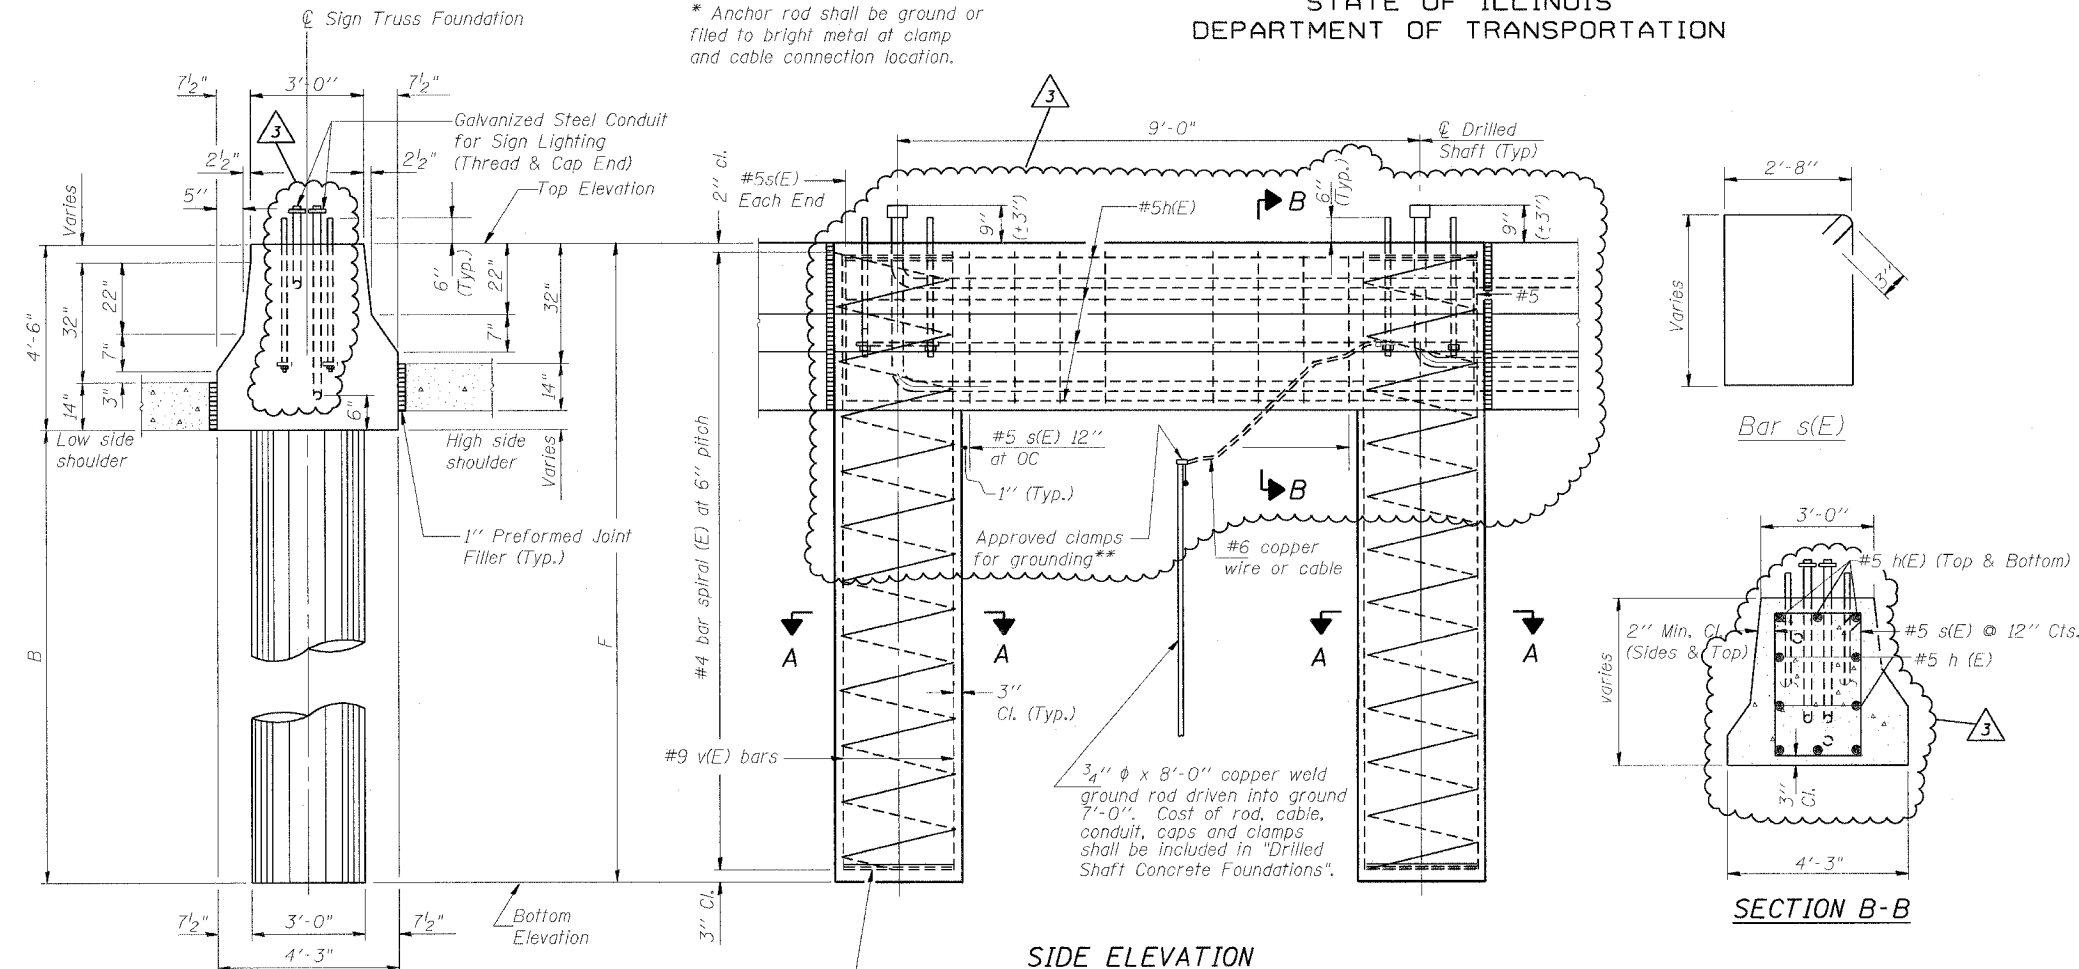 ℄ Sign Truss Foundation
* Anchor rod shall be ground or
filed to bright metal at clamp
and cable connection location.
STATE OF ILLINOIS
DEPARTMENT OF TRANSPORTATION
7½"
3'-0"
7½"
3
Galvanized Steel Conduit
for Sign Lighting
(Thread & Cap End)
2½"
2½"
Top Elevation
Varies
5"
4'-6"
32"
22"
7"
3"
14"
6"
(Typ.)
22"
7"
32"
14"
6"
Low side
shoulder
High side
shoulder
Varies
1" Preformed Joint
Filler (Typ.)
B
F
7½"
3'-0"
7½"
4'-3"
Bottom
Elevation
3
9'-0"
℄ Drilled
Shaft (Typ)
2" cl.
#5s(E)
Each End
9"
(±3")
#5h(E)
B
6"
(Typ.)
9"
(±3")
#5
#4 bar spiral (E) at 6" pitch
#5 s(E) 12"
at OC
1" (Typ.)
B
Approved clamps
for grounding**
#6 copper
wire or cable
A
A
A
A
3"
Cl. (Typ.)
#9 v(E) bars
¾" ϕ x 8'-0" copper weld
ground rod driven into ground
7'-0". Cost of rod, cable,
conduit, caps and clamps
shall be included in "Drilled
Shaft Concrete Foundations".
3" Cl.
SIDE ELEVATION
2'-8"
Varies
3"
Bar s(E)
3'-0"
#5 h(E) (Top & Bottom)
2" Min. Cl.
(Sides & Top)
#5 s(E) @ 12" Cts.
#5 h (E)
varies
3"
Cl.
3
4'-3"
SECTION B-B